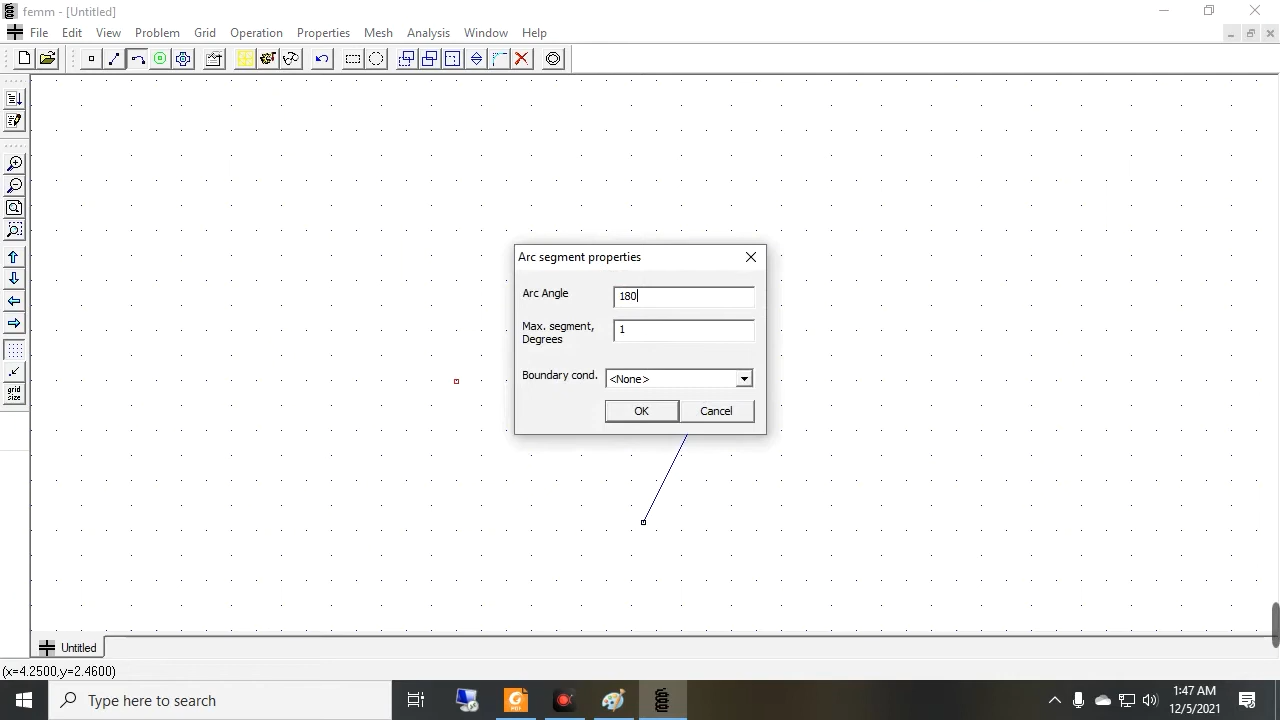 femm - [Untitled]
File Edit View Problem Grid Operation Properties Mesh Analysis Window Help
grid
size
Arc segment properties
Arc Angle 180
Max. segment, 1
Degrees
Boundary cond. <None>
OK Cancel
Untitled
(x=4.2500,y=2.4600)
Type here to search
PDF
1:47 AM
12/5/2021